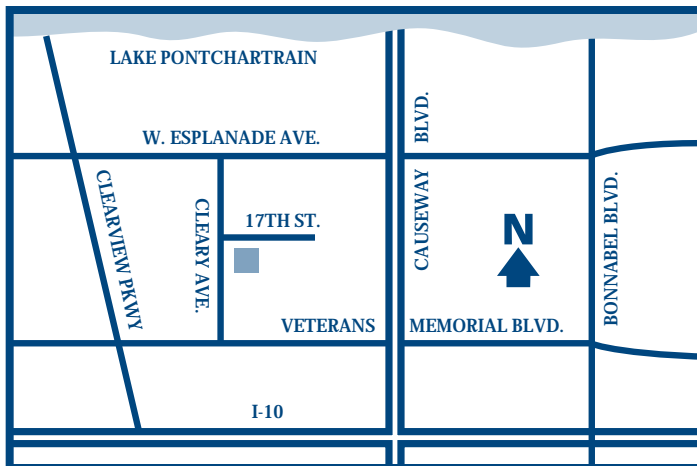 LAKE PONTCHARTRAIN
BLVD.
W. ESPLANADE AVE.
CAUSEWAY
CLEARVIEW PKWY
CLEARY AVE.
17TH ST.
N
BONNABEL BLVD.
VETERANS MEMORIAL BLVD.
I-10